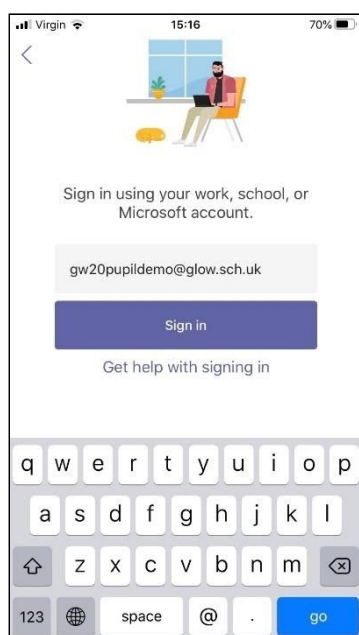 Virgin 15:16 70%
Sign in using your work, school, or
Microsoft account.
gw20pupildemo@glow.sch.uk
Sign in
Get help with signing in
q w e r t y u i o p
a s d f g h j k l
z x c v b n m
123 space @ . go